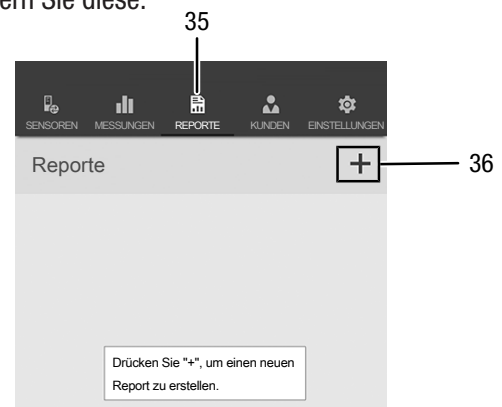 ern Sie diese.
35
SENSOREN MESSUNGEN REPORTE KUNDEN EINSTELLUNGEN
Reporte +
36
Drücken Sie "+", um einen neuen
Report zu erstellen.